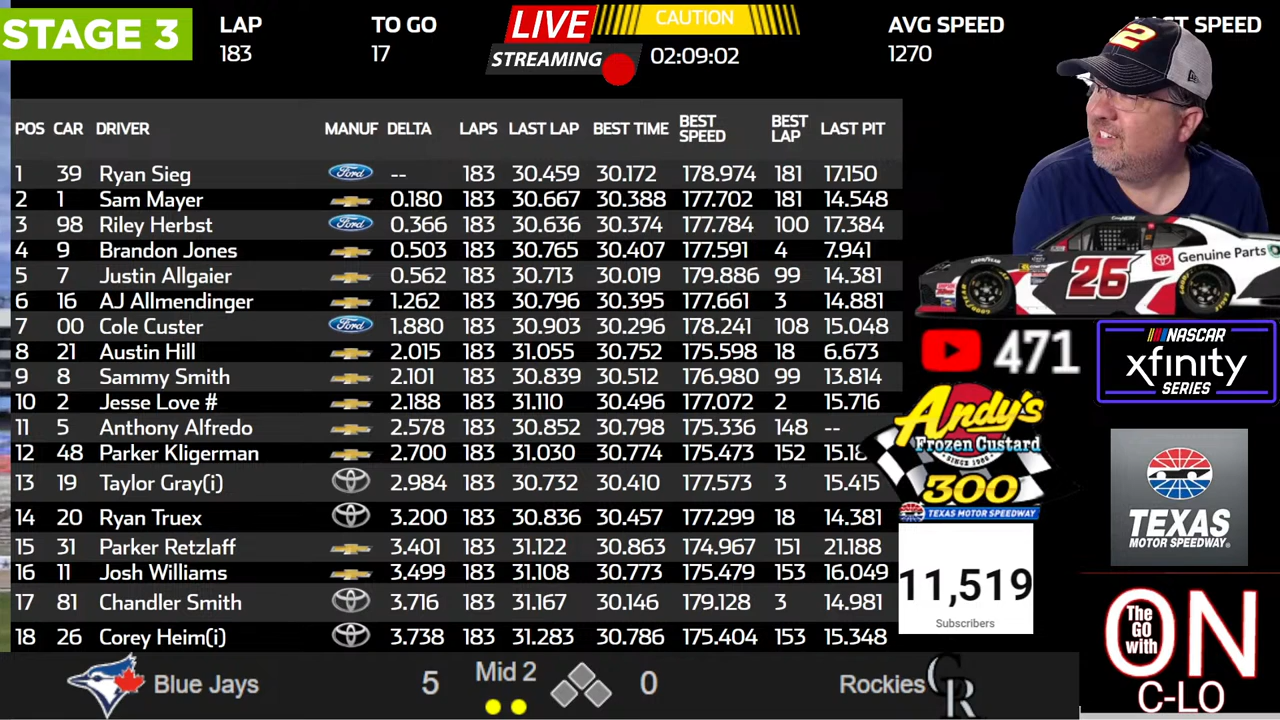 STAGE 3
LAP
183
TO GO
17
LIVE
STREAMING
CAUTION
02:09:02
AVG SPEED
1270
SPEED
2
POS CAR DRIVER MANUF DELTA LAPS LAST LAP BEST TIME BEST SPEED BEST LAP LAST PIT
1 39 Ryan Sieg Ford -- 183 30.459 30.172 178.974 181 17.150
2 1 Sam Mayer 0.180 183 30.667 30.388 177.702 181 14.548
3 98 Riley Herbst Ford 0.366 183 30.636 30.374 177.784 100 17.384
4 9 Brandon Jones 0.503 183 30.765 30.407 177.591 4 7.941
5 7 Justin Allgaier 0.562 183 30.713 30.019 179.886 99 14.381
6 16 AJ Allmendinger 1.262 183 30.796 30.395 177.661 3 14.881
7 00 Cole Custer Ford 1.880 183 30.903 30.296 178.241 108 15.048
8 21 Austin Hill 2.015 183 31.055 30.752 175.598 18 6.673
9 8 Sammy Smith 2.101 183 30.839 30.512 176.980 99 13.814
10 2 Jesse Love # 2.188 183 31.110 30.496 177.072 2 15.716
11 5 Anthony Alfredo 2.578 183 30.852 30.798 175.336 148 --
12 48 Parker Kligerman 2.700 183 31.030 30.774 175.473 152
13 19 Taylor Gray(i) 2.984 183 30.732 30.410 177.573 3 15.415
14 20 Ryan Truex 3.200 183 30.836 30.457 177.299 18 14.381
15 31 Parker Retzlaff 3.401 183 31.122 30.863 174.967 151 21.188
16 11 Josh Williams 3.499 183 31.108 30.773 175.479 153 16.049
17 81 Chandler Smith 3.716 183 31.167 30.146 179.128 3 14.981
18 26 Corey Heim(i) 3.738 183 31.283 30.786 175.404 153 15.348
26
Genuine Parts
471
NASCAR
xfinity
SERIES
Andy's
Frozen Custard
SINCE 1986
300
TEXAS MOTOR SPEEDWAY
TEXAS
MOTOR SPEEDWAY
11,519
Subscribers
The GO with
ON
C-LO
Blue Jays 5 Mid 2 0 Rockies CR